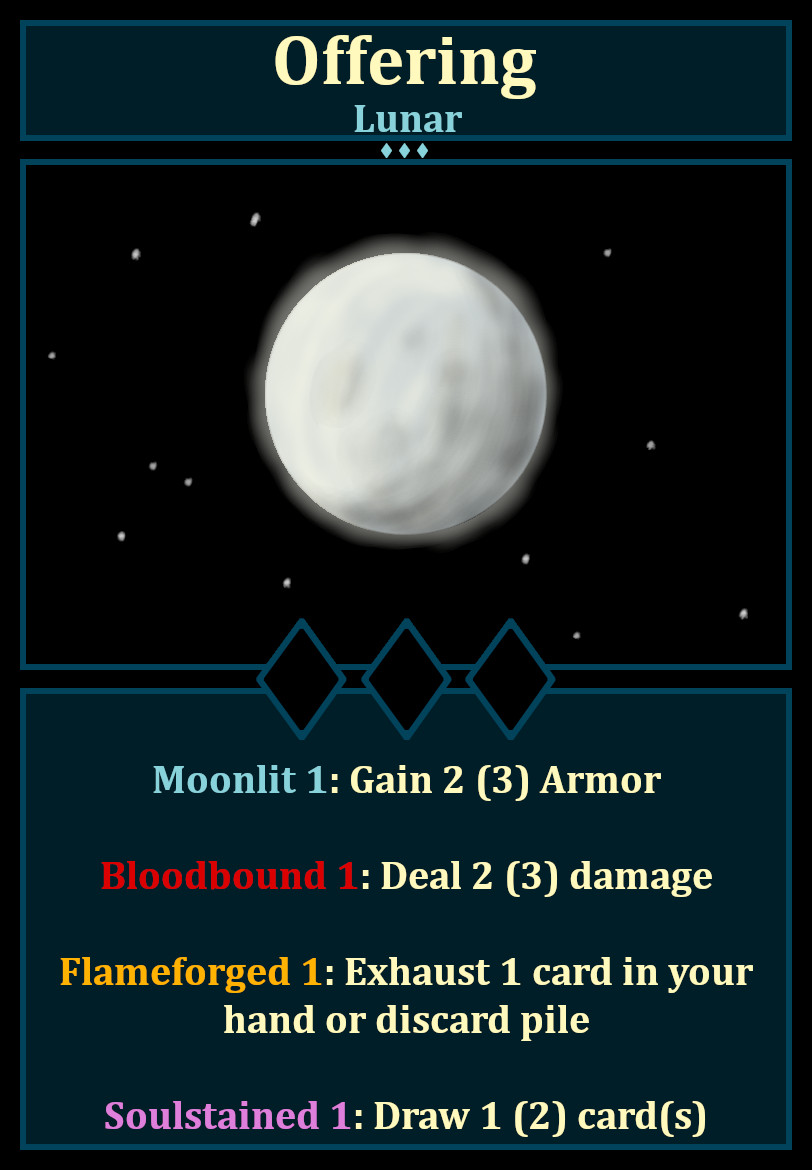 Offering
Lunar
Moonlit 1: Gain 2 (3) Armor
Bloodbound 1: Deal 2 (3) damage
Flameforged 1: Exhaust 1 card in your
hand or discard pile
Soulstained 1: Draw 1 (2) card(s)